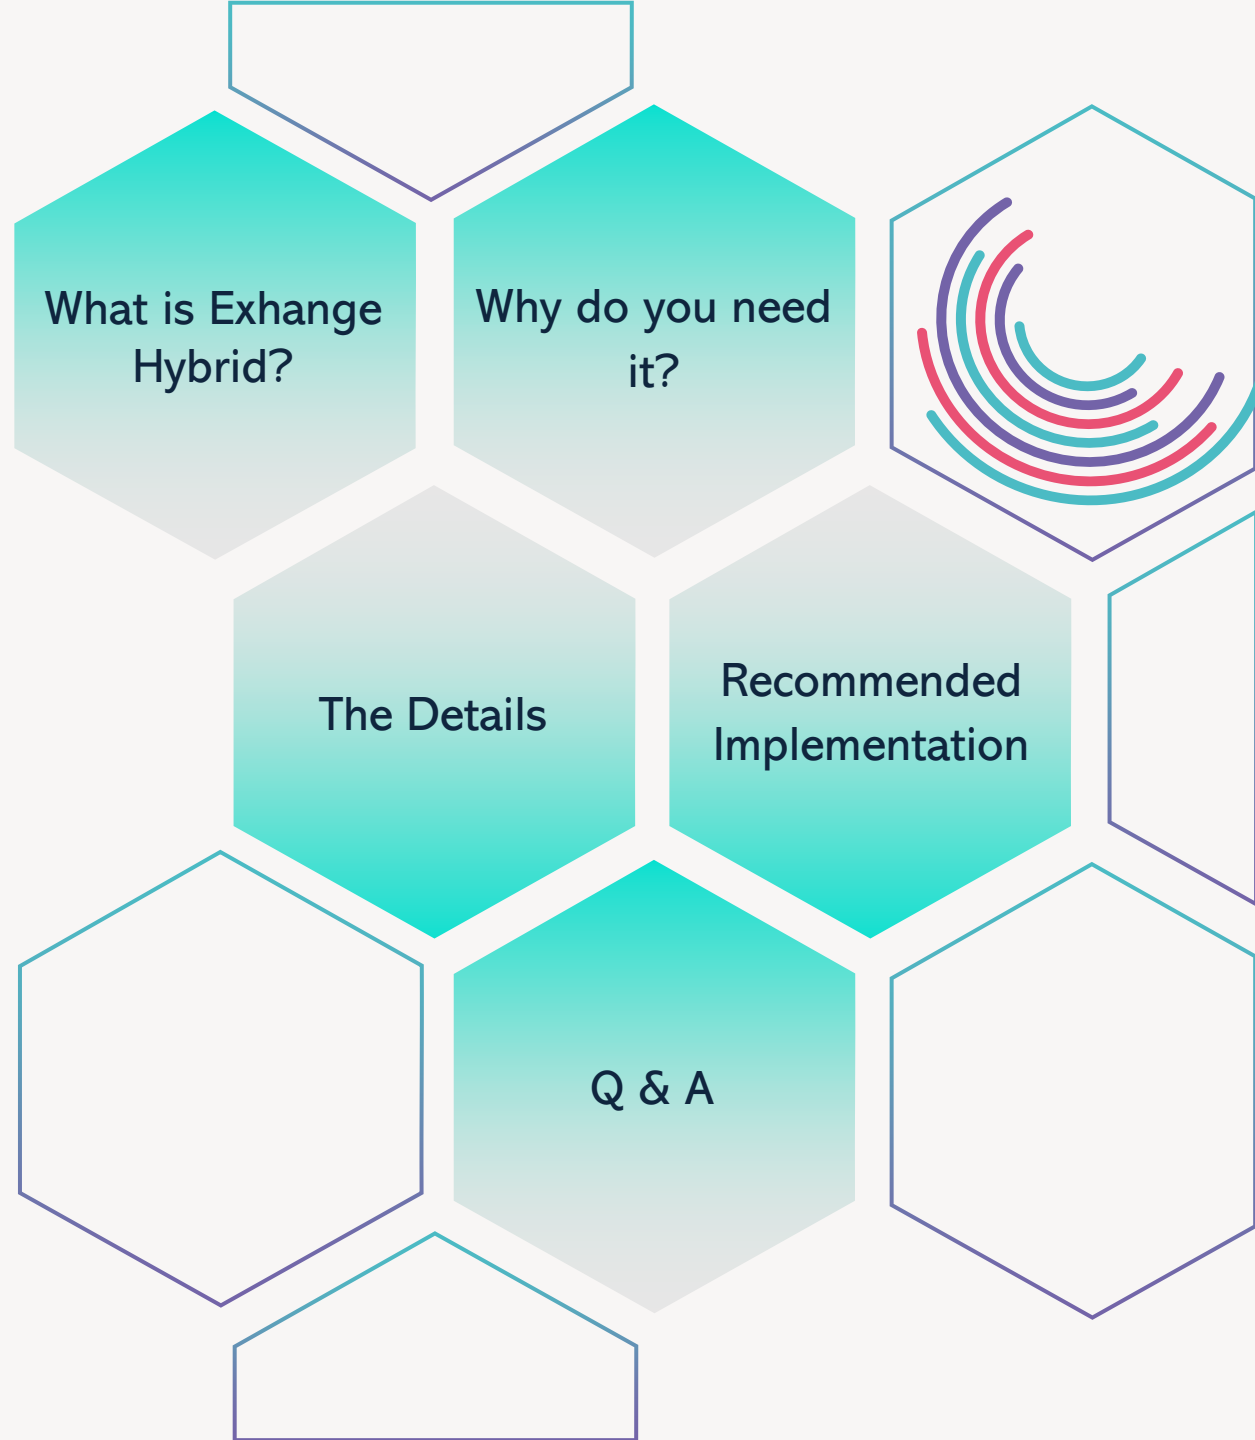 What is Exhange
Hybrid?
Why do you need
it?
The Details
Recommended
Implementation
Q & A